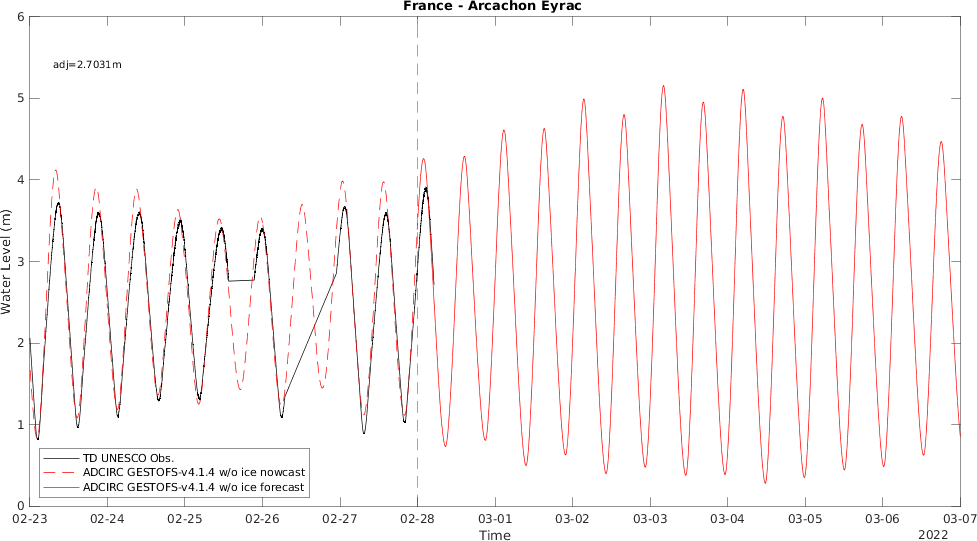 France - Arcachon Eyrac
adj=2.7031m
Water Level (m)
6
5
4
3
2
1
0
TD UNESCO Obs.
ADCIRC GESTOFS-v4.1.4 w/o ice nowcast
ADCIRC GESTOFS-v4.1.4 w/o ice forecast
02-23 02-24 02-25 02-26 02-27 02-28 03-01 03-02 03-03 03-04 03-05 03-06 03-07
Time
2022